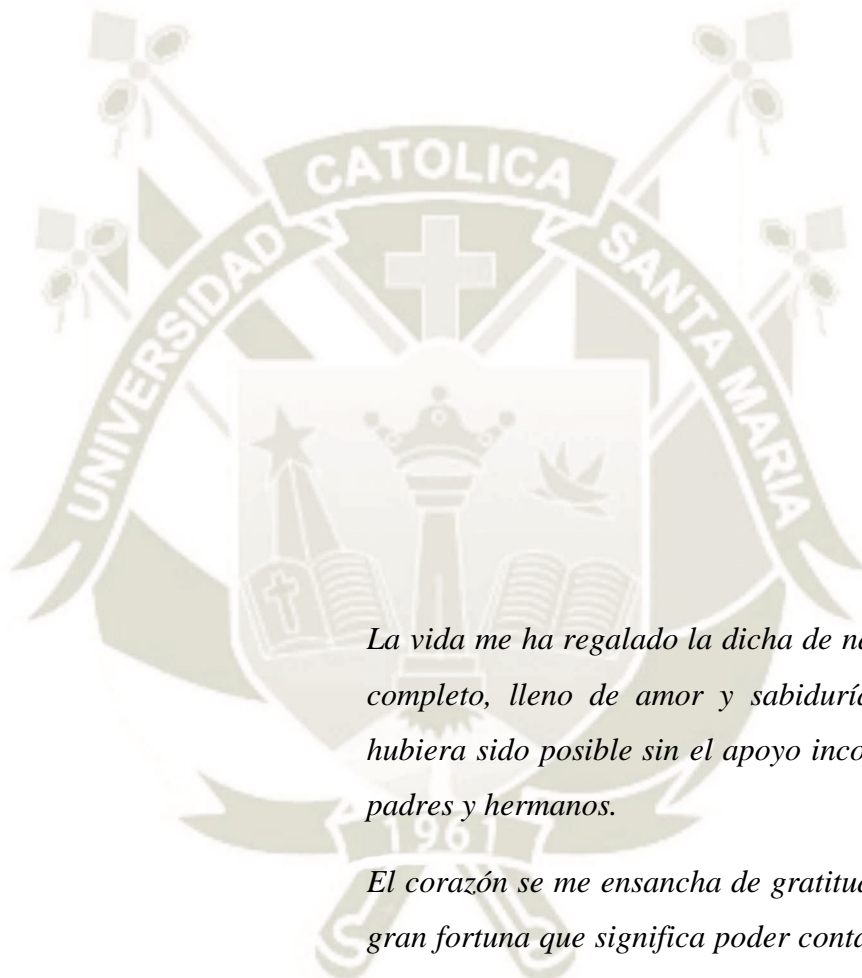 UNIVERSIDAD CATOLICA SANTA MARIA
La vida me ha regalado la dicha de na
completo, lleno de amor y sabiduría
hubiera sido posible sin el apoyo inco
padres y hermanos.
1961
El corazón se me ensancha de gratitud
gran fortuna que significa poder conta